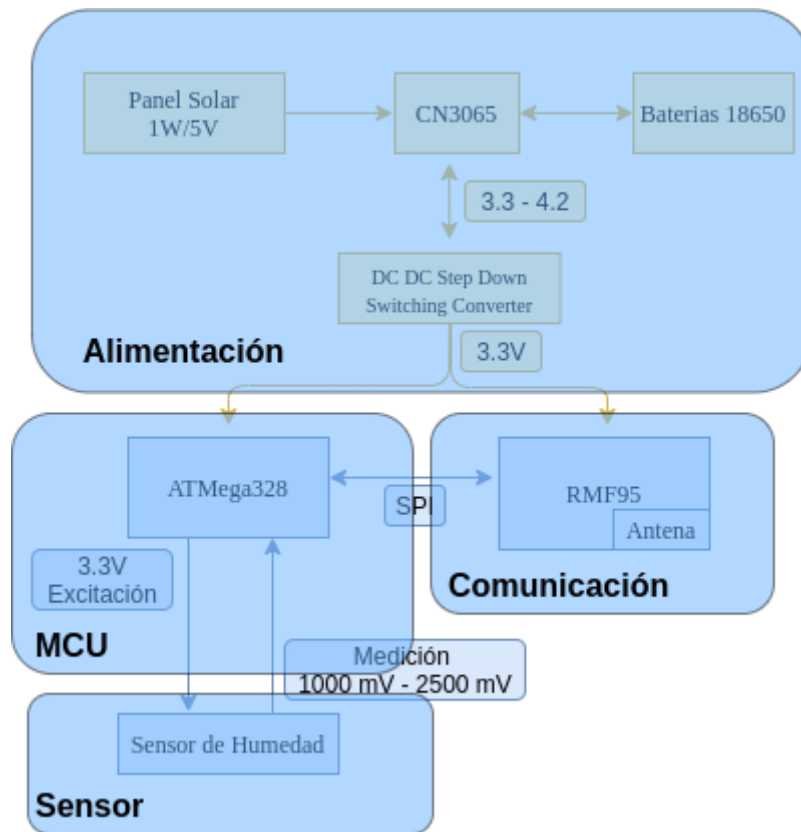 Panel Solar
1W/5V
CN3065
Baterias 18650
3.3 - 4.2
DC DC Step Down
Switching Converter
Alimentación
3.3V
ATMega328
SPI
RMF95
Antena
3.3V
Excitación
Comunicación
MCU
Medición
1000 mV - 2500 mV
Sensor de Humedad
Sensor